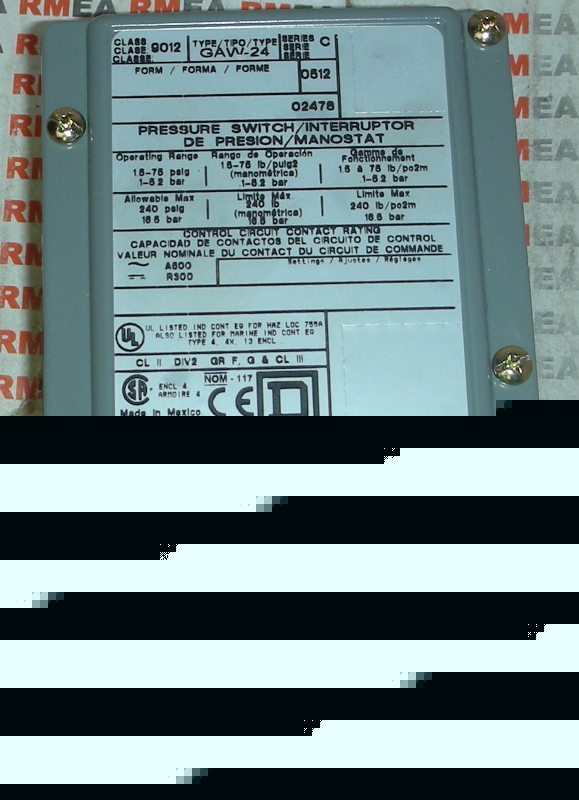 RMEA RMEA RMEA
CLASS
CLASE 9012
CLASSE.
TYPE/TIPO/TYPE
GAW-24
SERIES
SERIE C
SERIE
FORM / FORMA / FORME
0512
02478
PRESSURE SWITCH/INTERRUPTOR
DE PRESION/MANOSTAT
Operating Range
1.5-75 psig
1-5.2 bar
Rango de Operación
1.5-75 lb/pulg2
(manométrica)
1-5.2 bar
Gamme de
Fonctionnement
1.5 à 75 lb/po2m
1-5.2 bar
Allowable Max
240 psig
16.5 bar
Límite Máx.
240 lb
(manométrica)
16.5 bar
Limite Max
240 lb/po2m
16.5 bar
CONTROL CIRCUIT CONTACT RATING
CAPACIDAD DE CONTACTOS DEL CIRCUITO DE CONTROL
VALEUR NOMINALE DU CONTACT DU CIRCUIT DE COMMANDE
A600
R300
Settings / Ajustes / Réglages
UL
UL LISTED IND CONT EQ FOR HAZ LOC 755A
ALSO LISTED FOR MARINE IND CONT EQ
TYPE 4, 4X, 13 ENCL.
CL II DIV2 GR F, G & CL III
SA
ENCL 4
ARMOIRE 4
NOM - 117
CE D
Made in Mexico